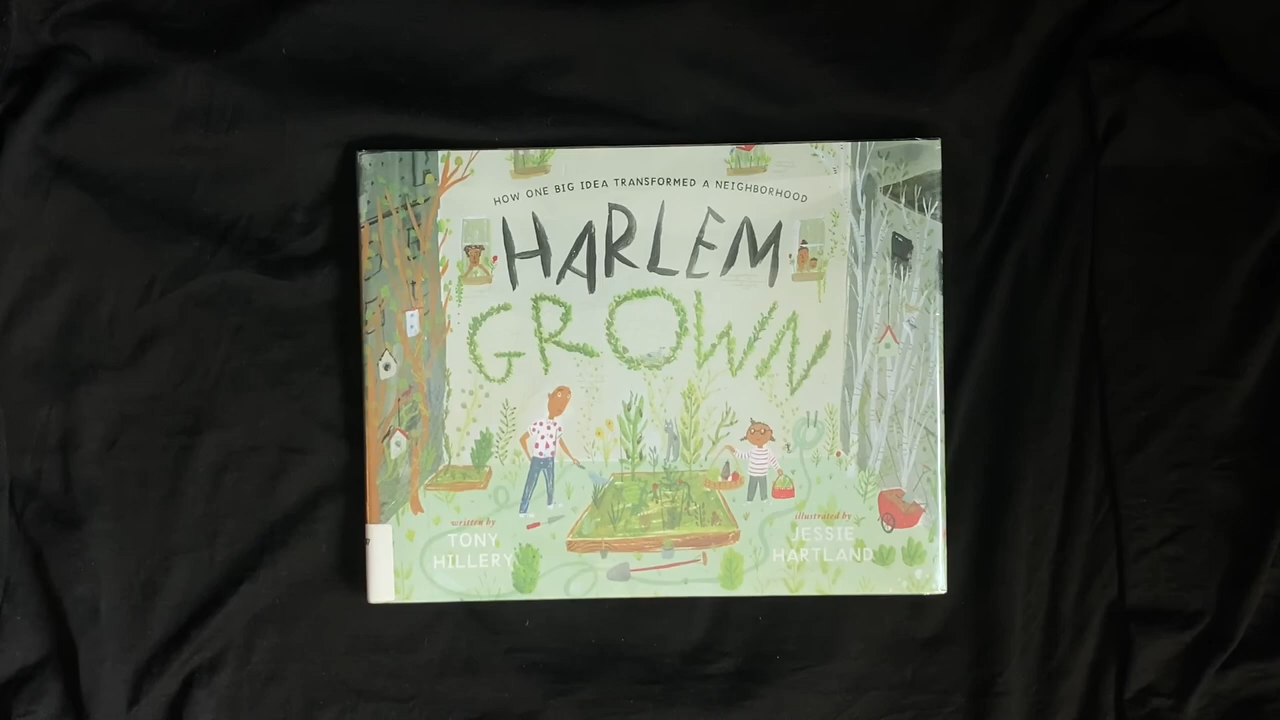 HOW ONE BIG IDEA TRANSFORMED A NEIGHBORHOOD
HARLEM
GROWN
written by
TONY
HILLERY
illustrated by
JESSIE
HARTLAND